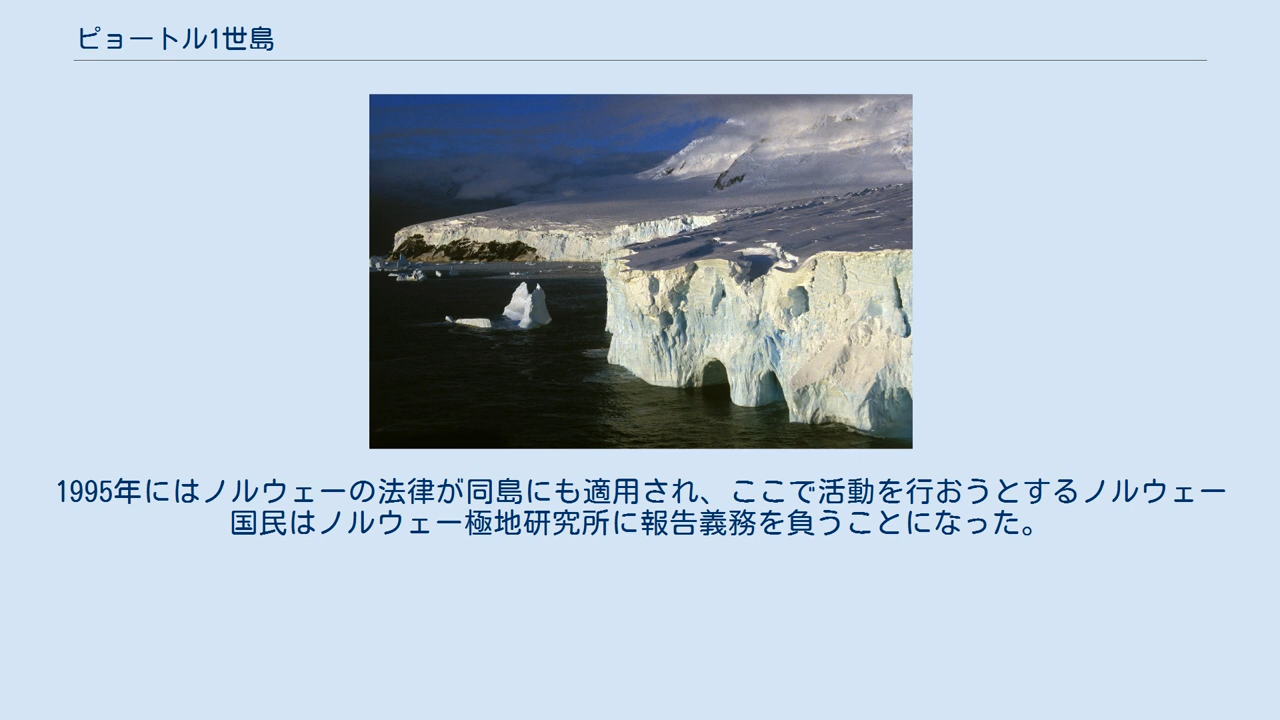 ピョートル1世島
1995年にはノルウェーの法律が同島にも適用され、ここで活動を行おうとするノルウェー
国民はノルウェー極地研究所に報告義務を負うことになった。